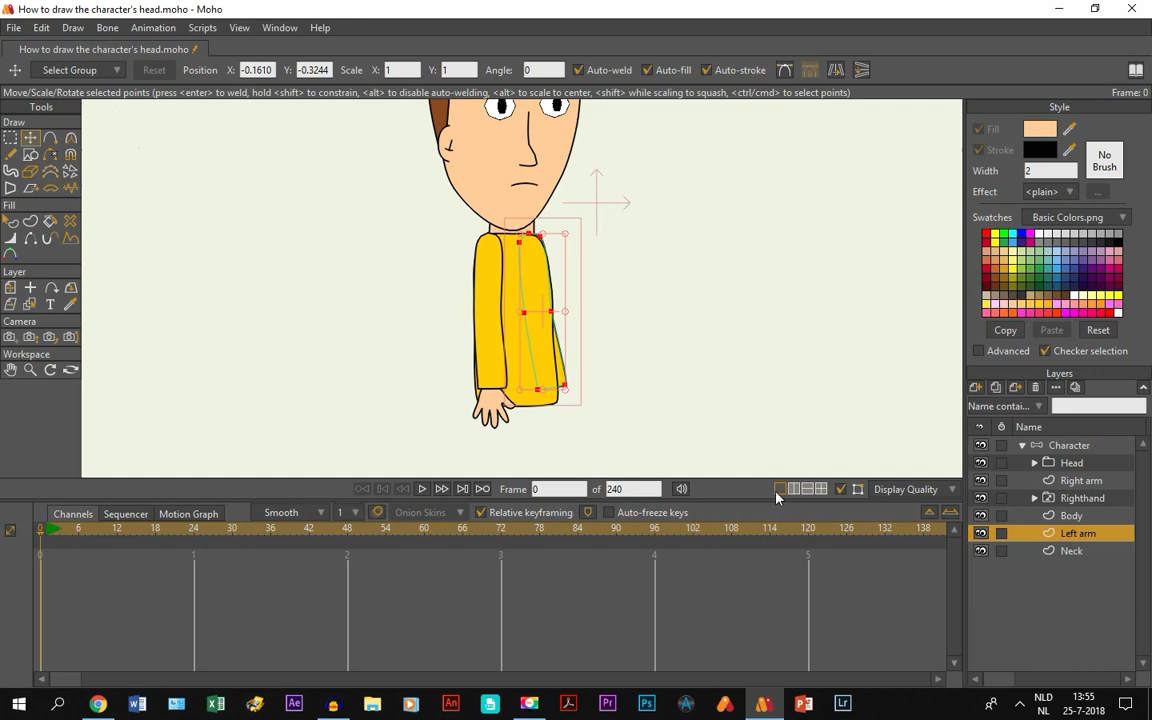 How to draw the character's head.moho - Moho
File Edit Draw Bone Animation Scripts View Window Help
How to draw the character's head.moho
Select Group Reset Position X: -0.1610 Y: -0.3244 Scale X: 1 Y: 1 Angle: 0 Auto-weld Auto-fill Auto-stroke
Move/Scale/Rotate selected points (press <enter> to weld, hold <shift> to constrain, <alt> to disable auto-welding, <alt> to scale to center, <shift> while scaling to squash, <ctrl/cmd> to select points) Frame: 0
Tools
Draw
Fill
Layer
Camera
Workspace
Style
Fill
Stroke
No Brush
Width 2
Effect <plain> ...
Swatches Basic Colors.png
Copy Paste Reset
Advanced Checker selection
Layers
Name contai...
Name
Character
Head
Right arm
Righthand
Body
Left arm
Neck
Frame 0 of 240 Display Quality
Channels Sequencer Motion Graph Smooth 1 Onion Skins Relative keyframing Auto-freeze keys
0 6 12 18 24 30 36 42 48 54 60 66 72 78 84 90 96 102 108 114 120 126 132 138
0 1 2 3 4 5
NLD 13:55
NL 25-7-2018